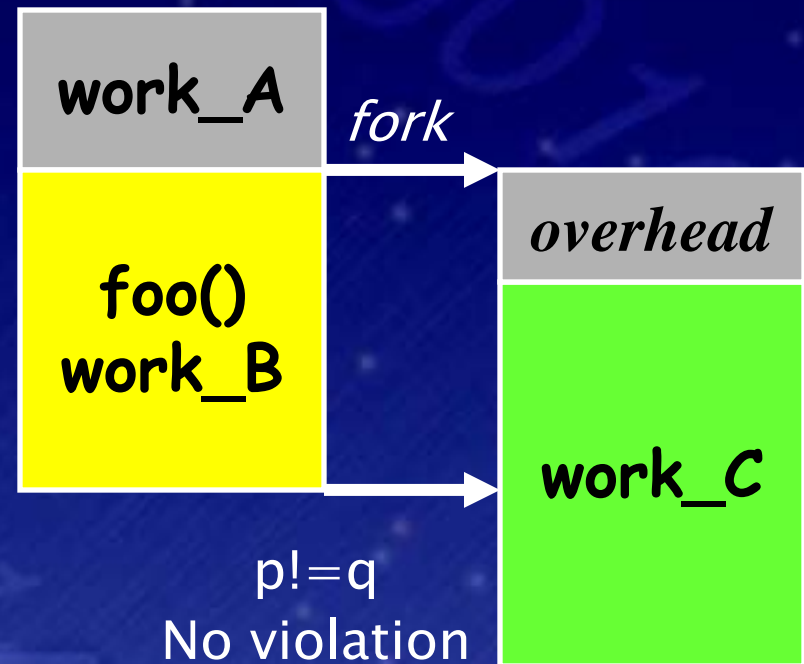 work_A
fork
overhead
foo()
work_B
work_C
p!=q
No violation